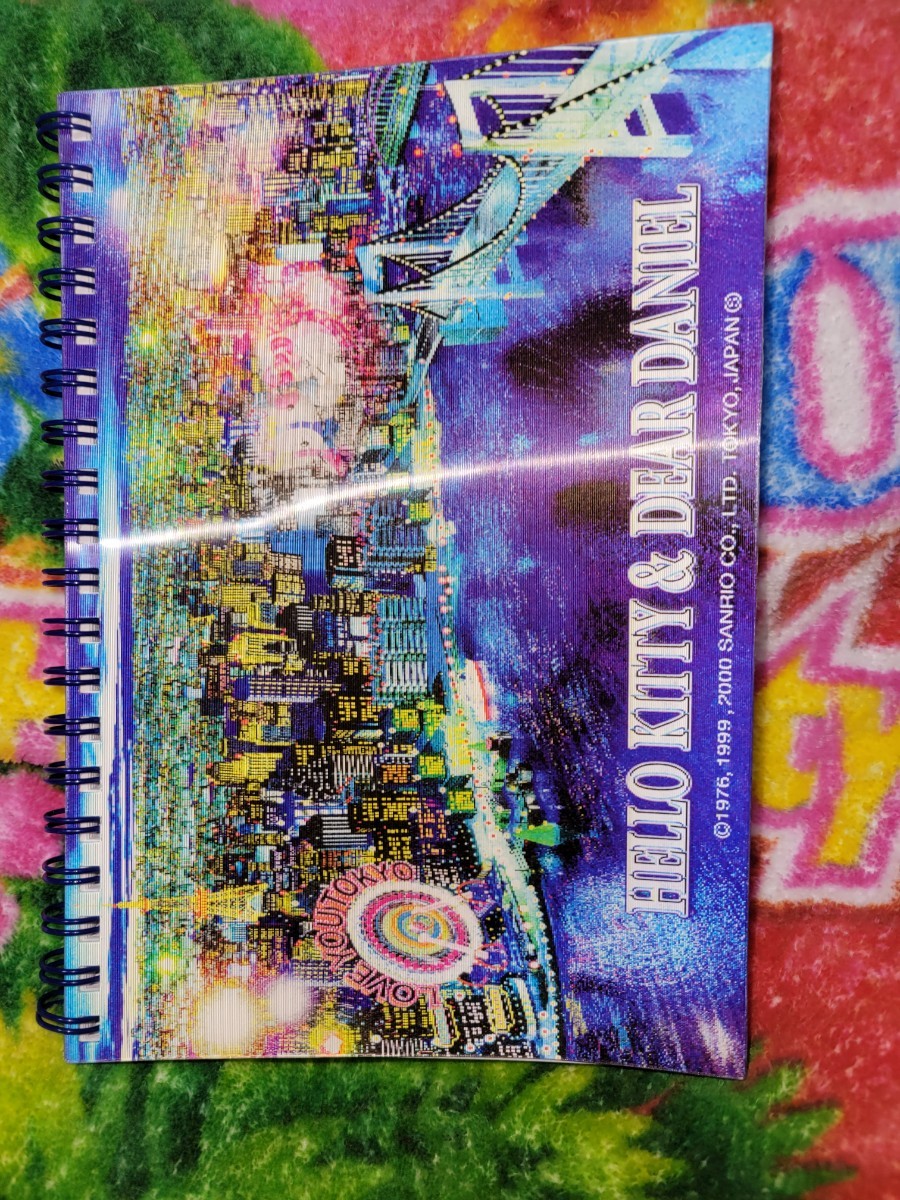 LOVE YOU TOKYO
HELLO KITTY & DEAR DANIEL
©1976, 1999, 2000 SANRIO CO., LTD. TOKYO, JAPAN Ⓢ